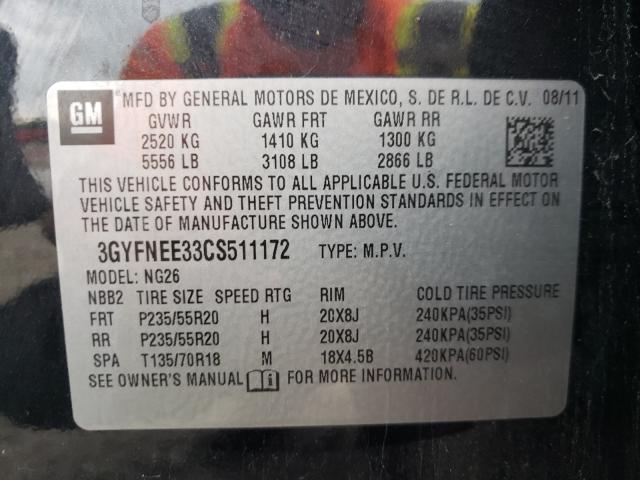 GM
MFD BY GENERAL MOTORS DE MEXICO, S. DE R.L. DE C.V. 08/11
GVWR GAWR FRT GAWR RR
2520 KG 1410 KG 1300 KG
5556 LB 3108 LB 2866 LB
THIS VEHICLE CONFORMS TO ALL APPLICABLE U.S. FEDERAL MOTOR
VEHICLE SAFETY AND THEFT PREVENTION STANDARDS IN EFFECT ON
THE DATE OF MANUFACTURE SHOWN ABOVE.
3GYFNEE33CS511172 TYPE: M.P.V.
MODEL: NG26
NBB2 TIRE SIZE SPEED RTG RIM COLD TIRE PRESSURE
FRT P235/55R20 H 20X8J 240KPA(35PSI)
RR P235/55R20 H 20X8J 240KPA(35PSI)
SPA T135/70R18 M 18X4.5B 420KPA(60PSI)
SEE OWNER'S MANUAL FOR MORE INFORMATION.